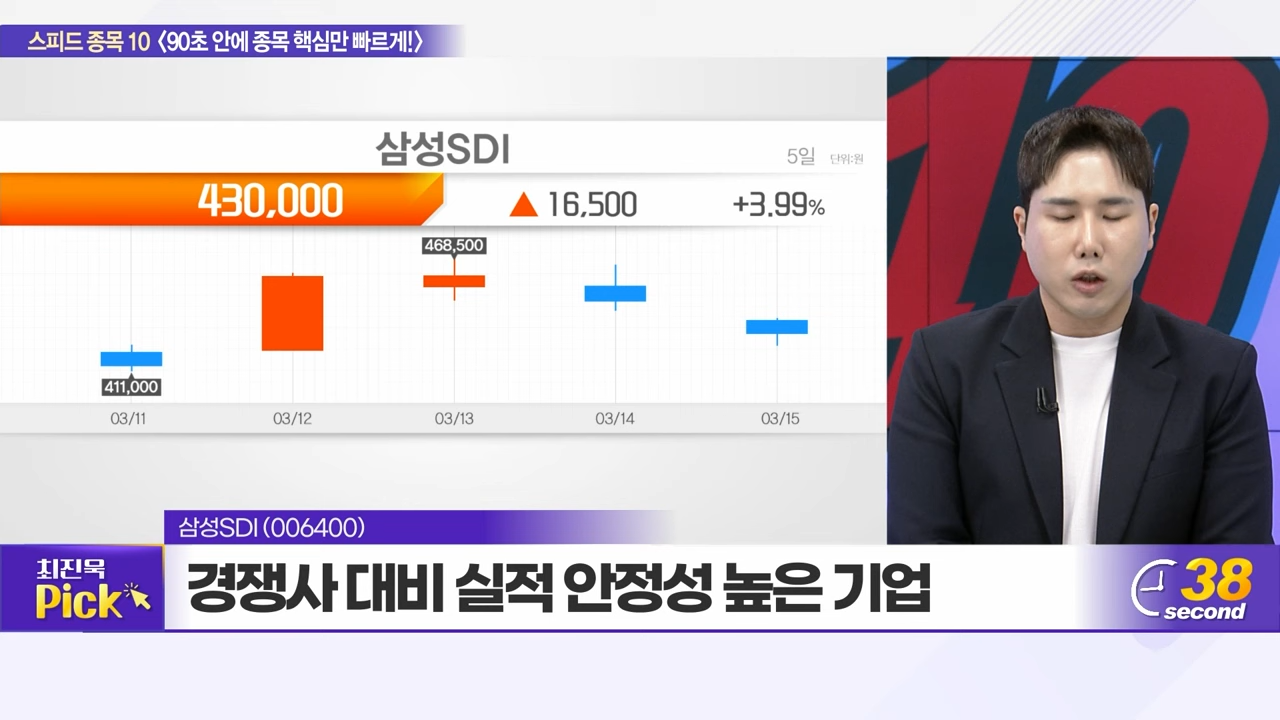 스피드 종목 10 <90초 안에 종목 핵심만 빠르게!>
삼성SDI
5일 단위:원
430,000 ▲ 16,500 +3.99%
468,500
411,000
03/11 03/12 03/13 03/14 03/15
10
삼성SDI (006400)
최진욱
Pick
경쟁사 대비 실적 안정성 높은 기업
38
second